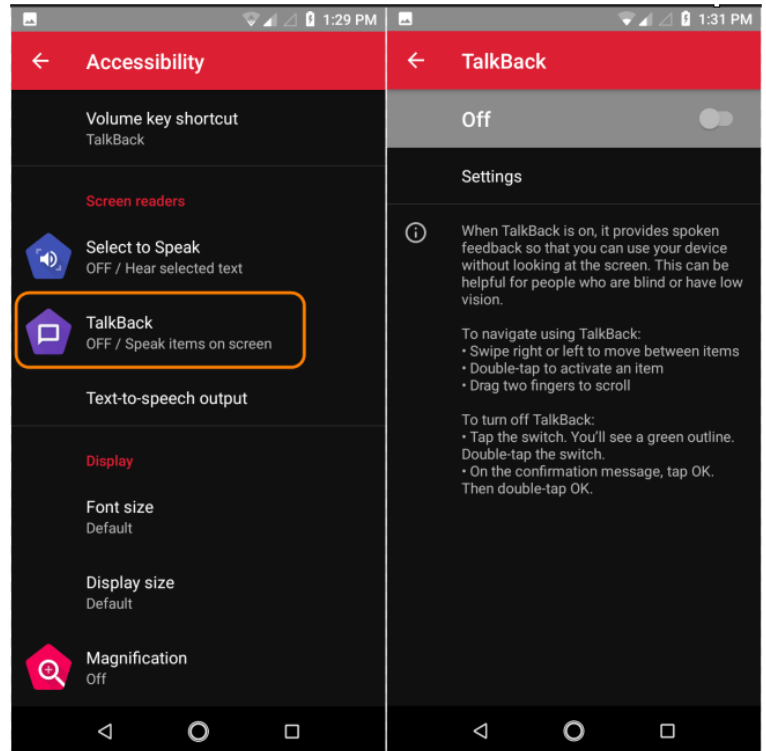 1:29 PM
Accessibility
Volume key shortcut
TalkBack
Screen readers
Select to Speak
OFF / Hear selected text
TalkBack
OFF / Speak items on screen
Text-to-speech output
Display
Font size
Default
Display size
Default
Magnification
Off
1:31 PM
TalkBack
Off
Settings
When TalkBack is on, it provides spoken
feedback so that you can use your device
without looking at the screen. This can be
helpful for people who are blind or have low
vision.
To navigate using TalkBack:
• Swipe right or left to move between items
• Double-tap to activate an item
• Drag two fingers to scroll
To turn off TalkBack:
• Tap the switch. You'll see a green outline.
Double-tap the switch.
• On the confirmation message, tap OK.
Then double-tap OK.